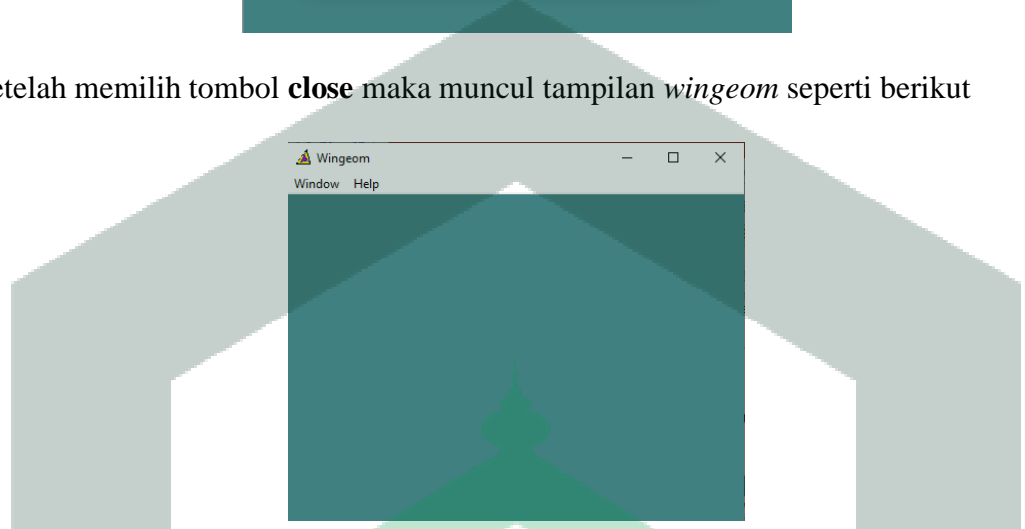 etelah memilih tombol close maka muncul tampilan wingeom seperti berikut
Wingeom
Window Help